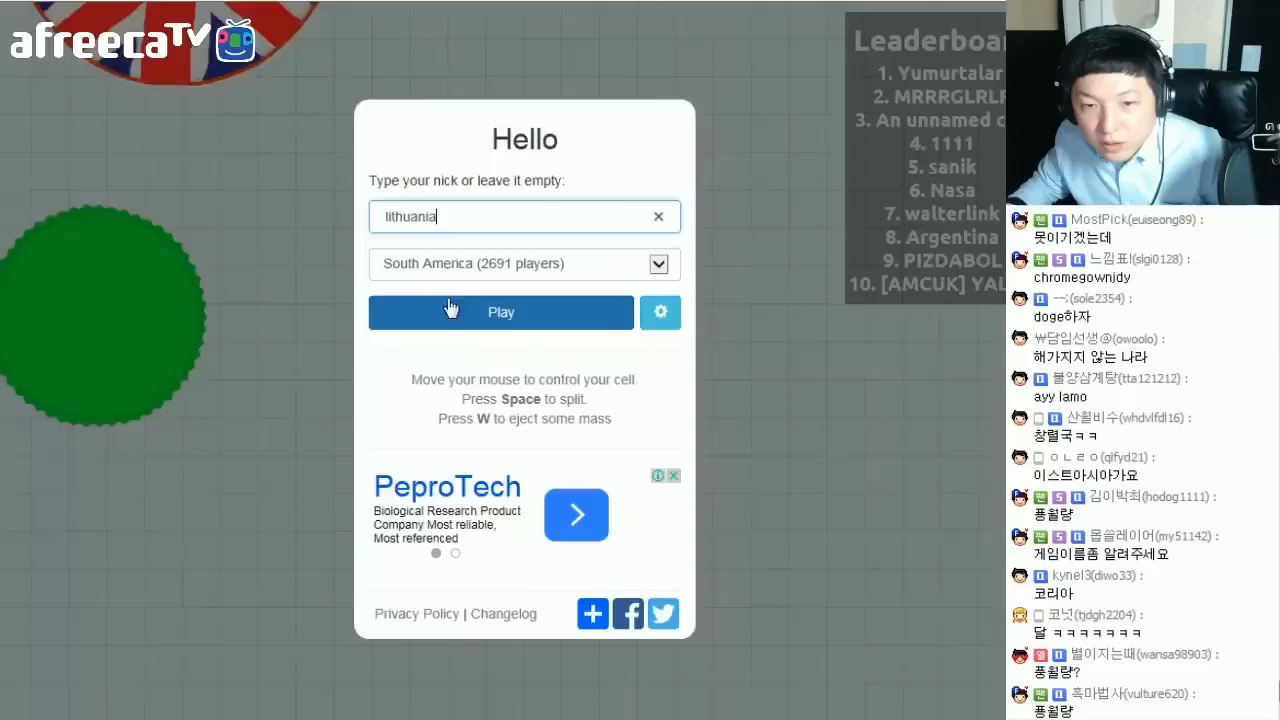 afreecaTV
Leaderboar
1. Yumurtalar
2. MRRRGLRLF
3. An unnamed c
4. 1111
5. sanik
6. Nasa
7. walterlink
8. Argentina
9. PIZDABOL
10. [AMCUK] YAL
Hello
Type your nick or leave it empty:
lithuania
South America (2691 players)
Play
Move your mouse to control your cell.
Press Space to split.
Press W to eject some mass
PeproTech
Biological Research Product
Company Most reliable,
Most referenced
Privacy Policy | Changelog
MostPick(euiseong89) :
못이기겠는데
느낌표!(slgi0128) :
chromegownjdy
--;(sole2354) :
doge하자
₩담임선생@(owoolo) :
해가지지 않는 나라
불양삼계탕(tta121212) :
ayy lamo
산월비수(whdvlfdl16) :
창렬국ㅋㅋ
ㅇㄴㄹㅇ(qlfyd21) :
이스트아시아가요
김이박최(hodog1111) :
풍월량
몹쓸레이어(my51142) :
게임이름좀 알려주세요
kynel3(diwo33) :
코리아
코넛(tjdgh2204) :
달 ㅋㅋㅋㅋㅋㅋㅋ
별이지는때(wansa98903) :
풍월량?
흑마법사(vulture620) :
풍월량